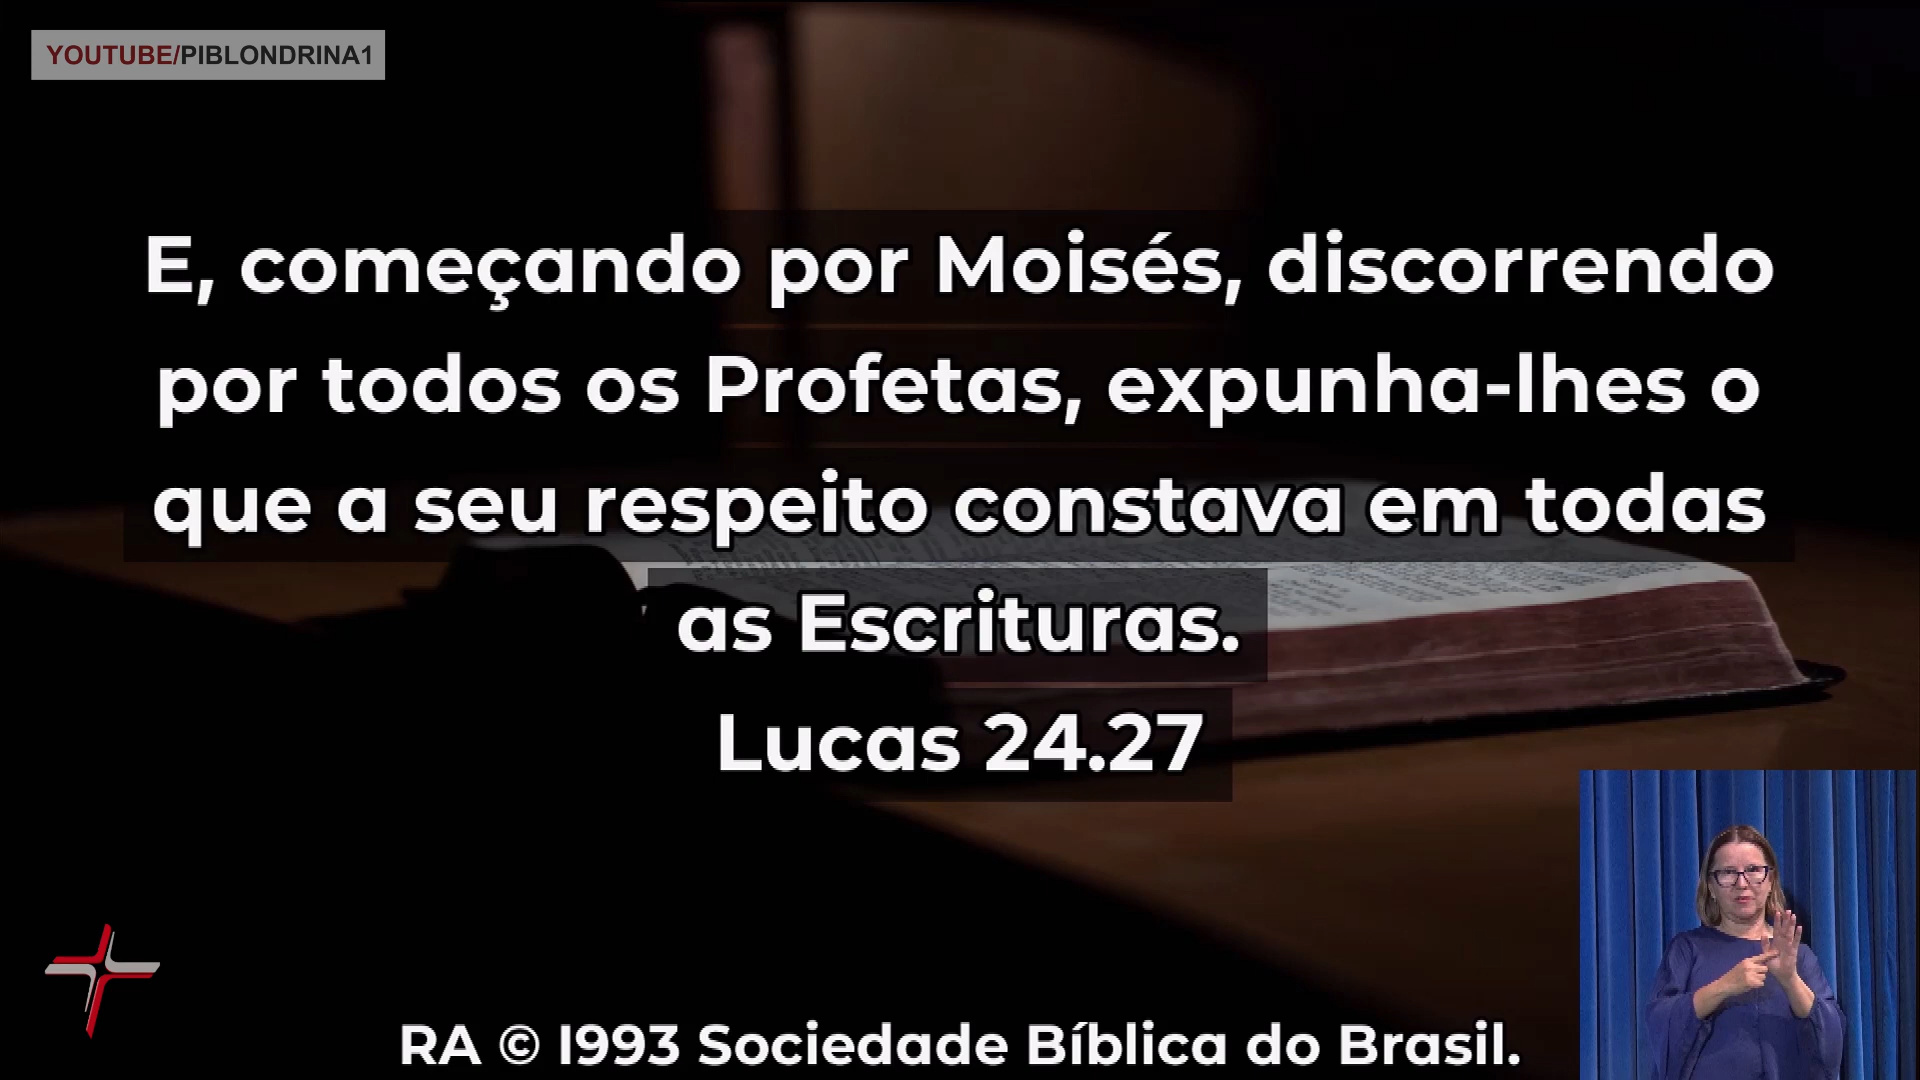 YOUTUBE/PIBLONDRINA1
E, começando por Moisés, discorrendo
por todos os Profetas, expunha-lhes o
que a seu respeito constava em todas
as Escrituras.
Lucas 24.27
RA © 1993 Sociedade Bíblica do Brasil.